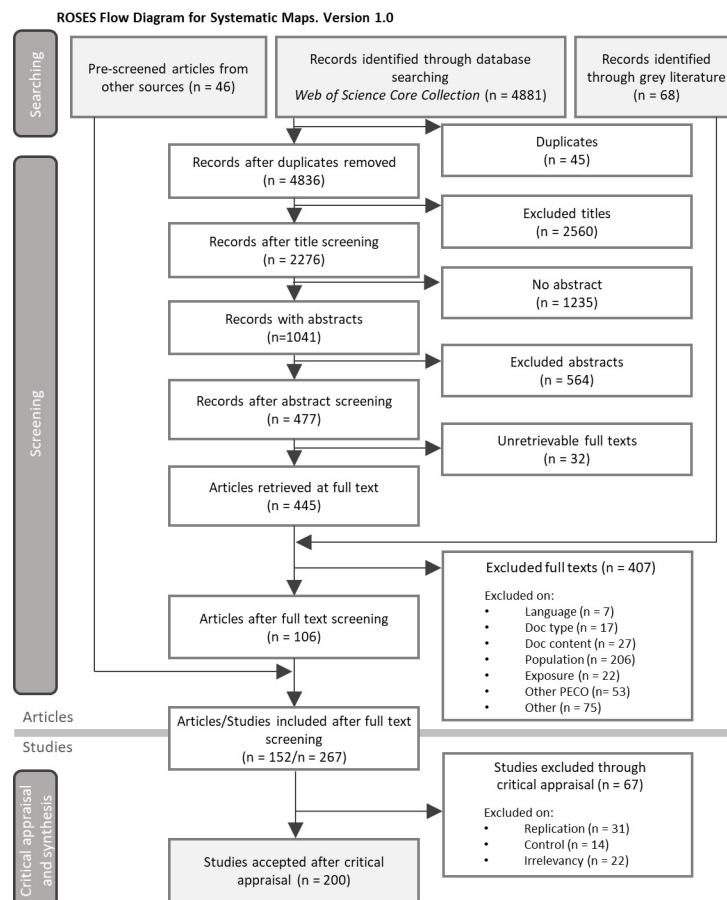 ROSES Flow Diagram for Systematic Maps. Version 1.0
Searching
Pre-screened articles from
other sources (n = 46)
Records identified through database
searching
Web of Science Core Collection (n = 4881)
Records identified
through grey literature
(n = 68)
Screening
Duplicates
(n = 45)
Records after duplicates removed
(n = 4836)
Excluded titles
(n = 2560)
Records after title screening
(n = 2276)
No abstract
(n = 1235)
Records with abstracts
(n=1041)
Excluded abstracts
(n = 564)
Records after abstract screening
(n = 477)
Unretrievable full texts
(n = 32)
Articles retrieved at full text
(n = 445)
Excluded full texts (n = 407)
Excluded on:
• Language (n = 7)
• Doc type (n = 17)
• Doc content (n = 27)
• Population (n = 206)
• Exposure (n = 22)
• Other PECO (n= 53)
• Other (n = 75)
Articles after full text screening
(n = 106)
Articles/Studies included after full text
screening
(n = 152/n = 267)
Articles
Studies
Critical appraisal
and synthesis
Studies excluded through
critical appraisal (n = 67)
Excluded on:
• Replication (n = 31)
• Control (n = 14)
• Irrelevancy (n = 22)
Studies accepted after critical
appraisal (n = 200)